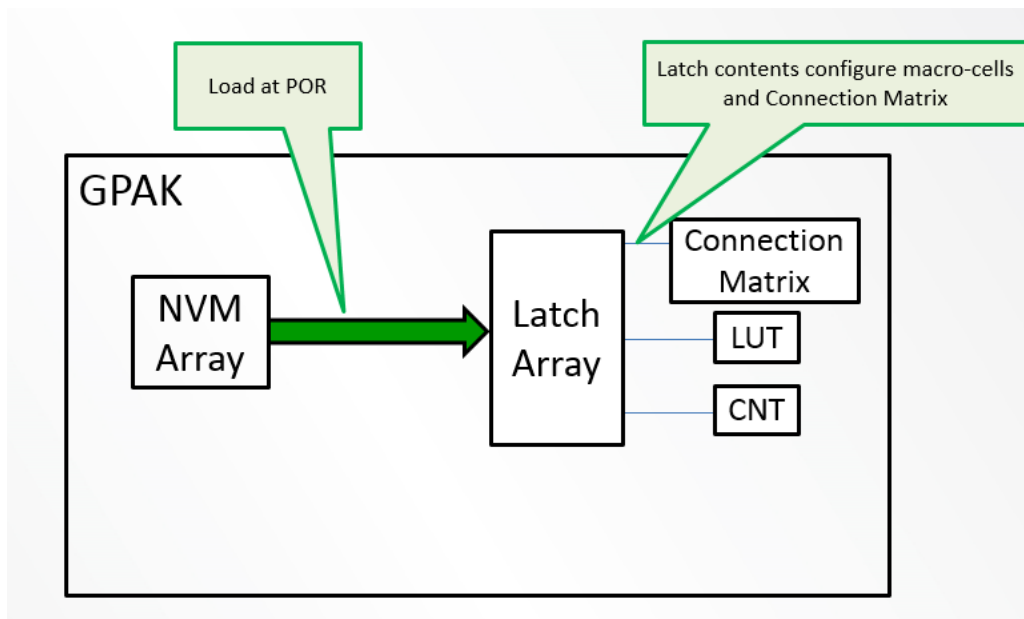 Load at POR
Latch contents configure macro-cells
and Connection Matrix
GPAK
NVM
Array
Latch
Array
Connection
Matrix
LUT
CNT